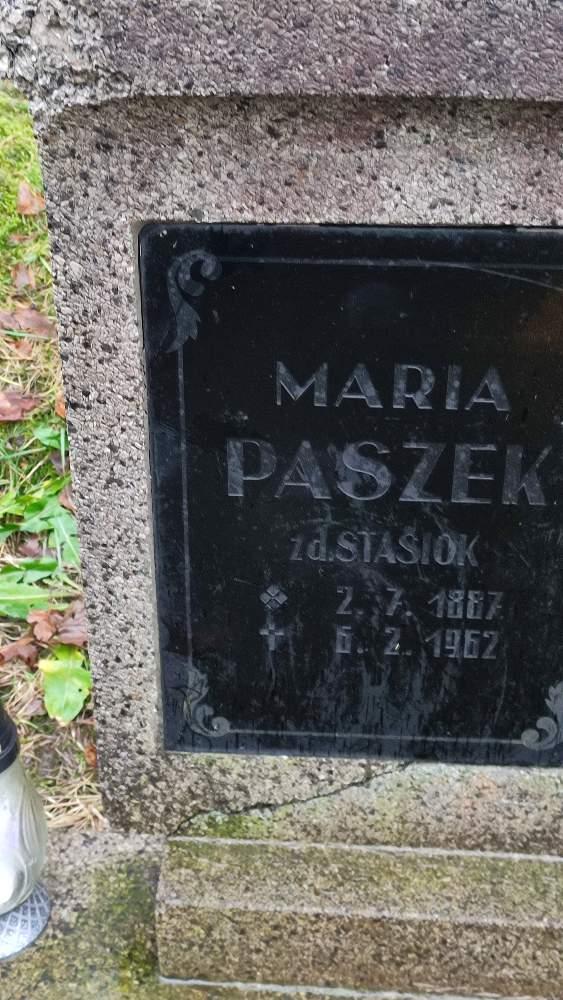 MARIA
PASZEK
zd.STASIOK
2. 7. 1887
6. 2. 1962